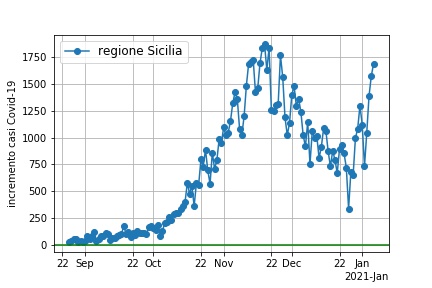 regione Sicilia
incremento casi Covid-19
1750
1500
1250
1000
750
500
250
0
22 Sep 22 Oct 22 Nov 22 Dec 22 Jan
2021-Jan